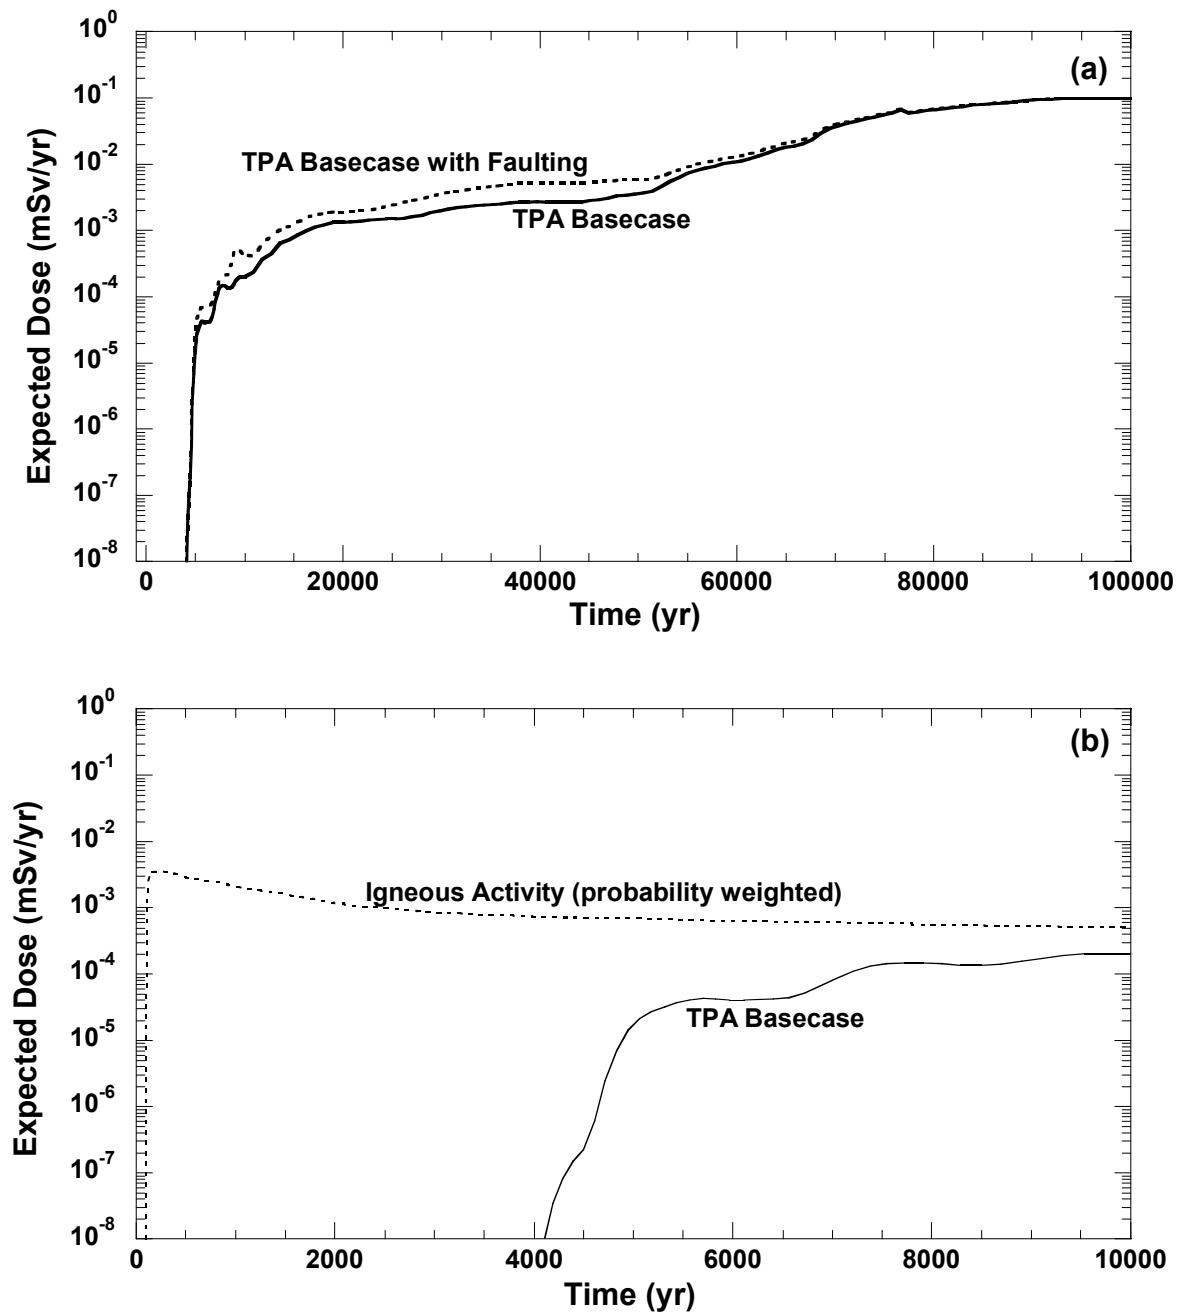 10^0
(a)
10^-1
TPA Basecase with Faulting
10^-2
TPA Basecase
10^-3
10^-4
10^-5
10^-6
10^-7
10^-8
Expected Dose (mSv/yr)
0 20000 40000 60000 80000 100000
Time (yr)
10^0
(b)
10^-1
10^-2
Igneous Activity (probability weighted)
10^-3
10^-4
TPA Basecase
10^-5
10^-6
10^-7
10^-8
Expected Dose (mSv/yr)
0 2000 4000 6000 8000 10000
Time (yr)